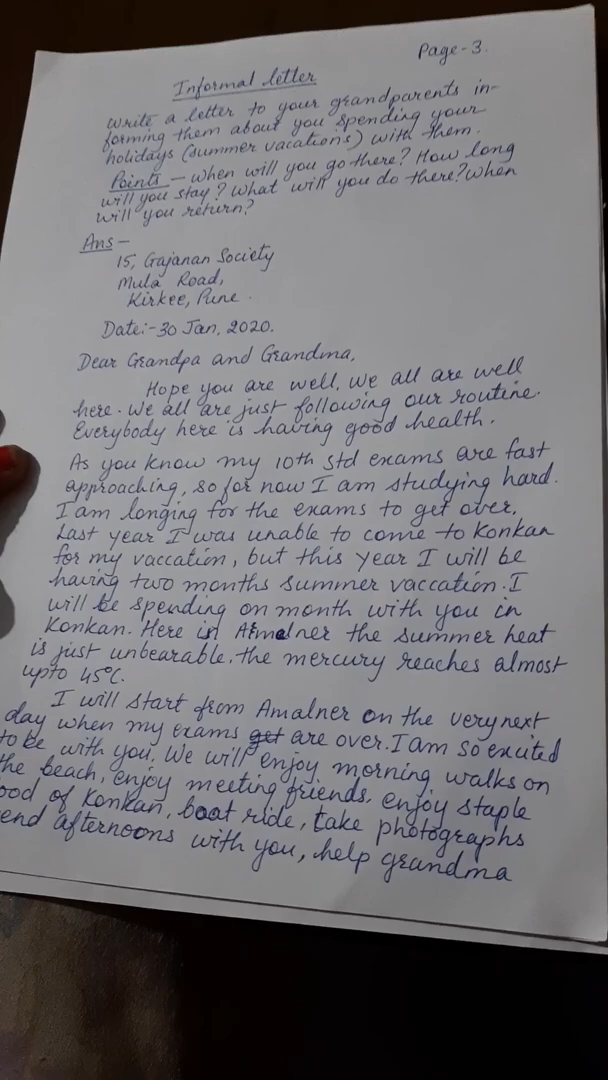 Page-3.
Informal letter
Write a letter to your grandparents in-
forming them about you spending your
holidays (summer vacations) with them.
Points - when will you go there? How long
will you stay? What will you do there? When
will you return?
Ans -
15, Gajanan Society
Mula Road,
Kirkee, Pune.
Date:- 30 Jan, 2020.
Dear Grandpa and Grandma,
Hope you are well. We all are well
here. We all are just following our routine.
Everybody here is having good health.
As you know my 10th std exams are fast
approaching, so for now I am studying hard.
I am longing for the exams to get over.
Last year I was unable to come to Konkan
for my vaccation, but this year I will be
having two months summer vaccation. I
will be spending on month with you in
Konkan. Here in Amalner the summer heat
is just unbearable. the mercury reaches almost
upto 45°C.
I will start from Amalner on the very next
day when my exams get are over. I am so excited
to be with you. We will enjoy morning walks on
the beach, enjoy meeting friends, enjoy staple
ood of Konkan, boat ride, take photographs
end afternoons with you, help grandma